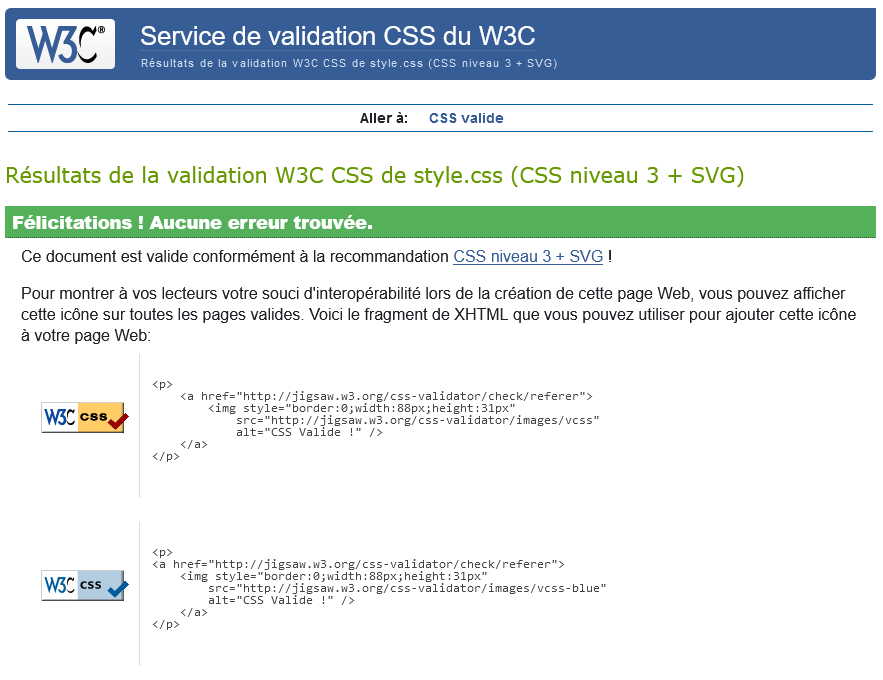 W3C®
Service de validation CSS du W3C
Résultats de la validation W3C CSS de style.css (CSS niveau 3 + SVG)
Aller à: CSS valide
Résultats de la validation W3C CSS de style.css (CSS niveau 3 + SVG)
Félicitations ! Aucune erreur trouvée.
Ce document est valide conformément à la recommandation CSS niveau 3 + SVG !
Pour montrer à vos lecteurs votre souci d'interopérabilité lors de la création de cette page Web, vous pouvez afficher
cette icône sur toutes les pages valides. Voici le fragment de XHTML que vous pouvez utiliser pour ajouter cette icône
à votre page Web:
W3C css
<p>
    <a href="http://jigsaw.w3.org/css-validator/check/referer">
        <img style="border:0;width:88px;height:31px"
            src="http://jigsaw.w3.org/css-validator/images/vcss"
            alt="CSS Valide !" />
    </a>
</p>
W3C css
<p>
<a href="http://jigsaw.w3.org/css-validator/check/referer">
    <img style="border:0;width:88px;height:31px"
        src="http://jigsaw.w3.org/css-validator/images/vcss-blue"
        alt="CSS Valide !" />
    </a>
</p>